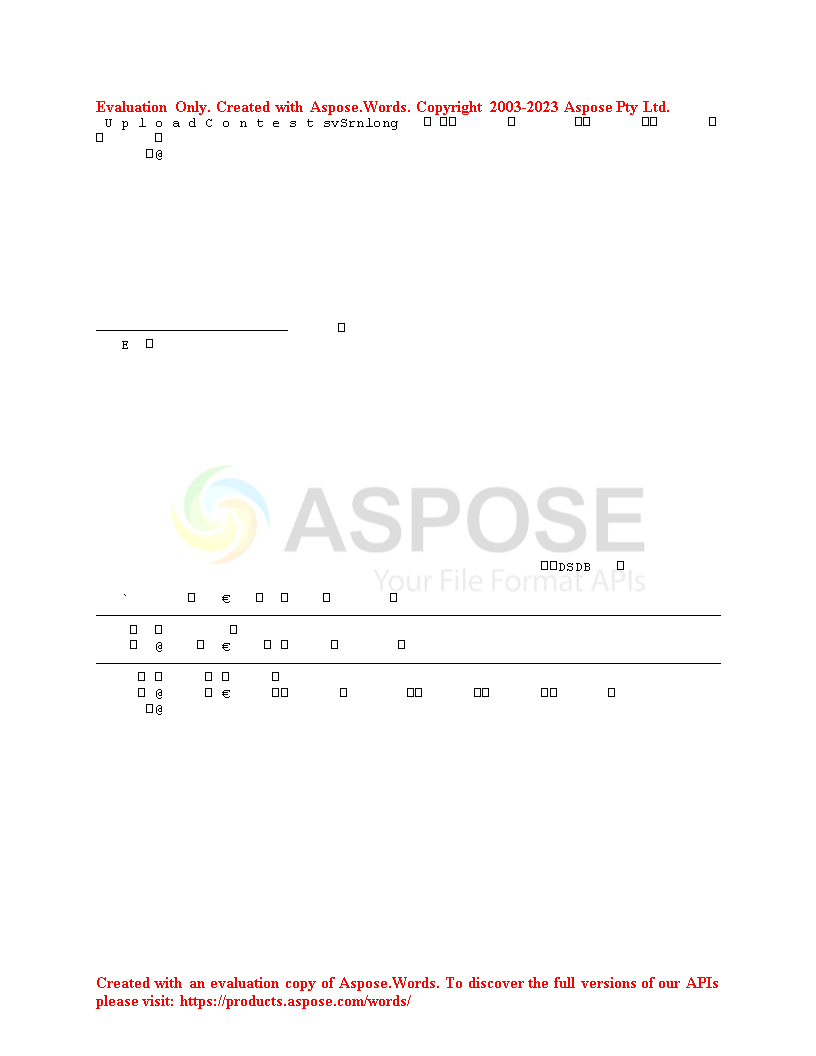 Evaluation Only. Created with Aspose.Words. Copyright 2003-2023 Aspose Pty Ltd.
U p l o a d C o n t e s t svSrnlong □ □□ □ □□ □□ □
□ □
□@
□
E □
ASPOSE
□□DSDB □
Your File Format APIs
` □ € □ □ □ □
□ □ □
□ @ □ € □ □ □ □
□ □ □ □ □
□ @ □ € □□ □ □□ □□ □□ □
□@
Created with an evaluation copy of Aspose.Words. To discover the full versions of our APIs
please visit: https://products.aspose.com/words/